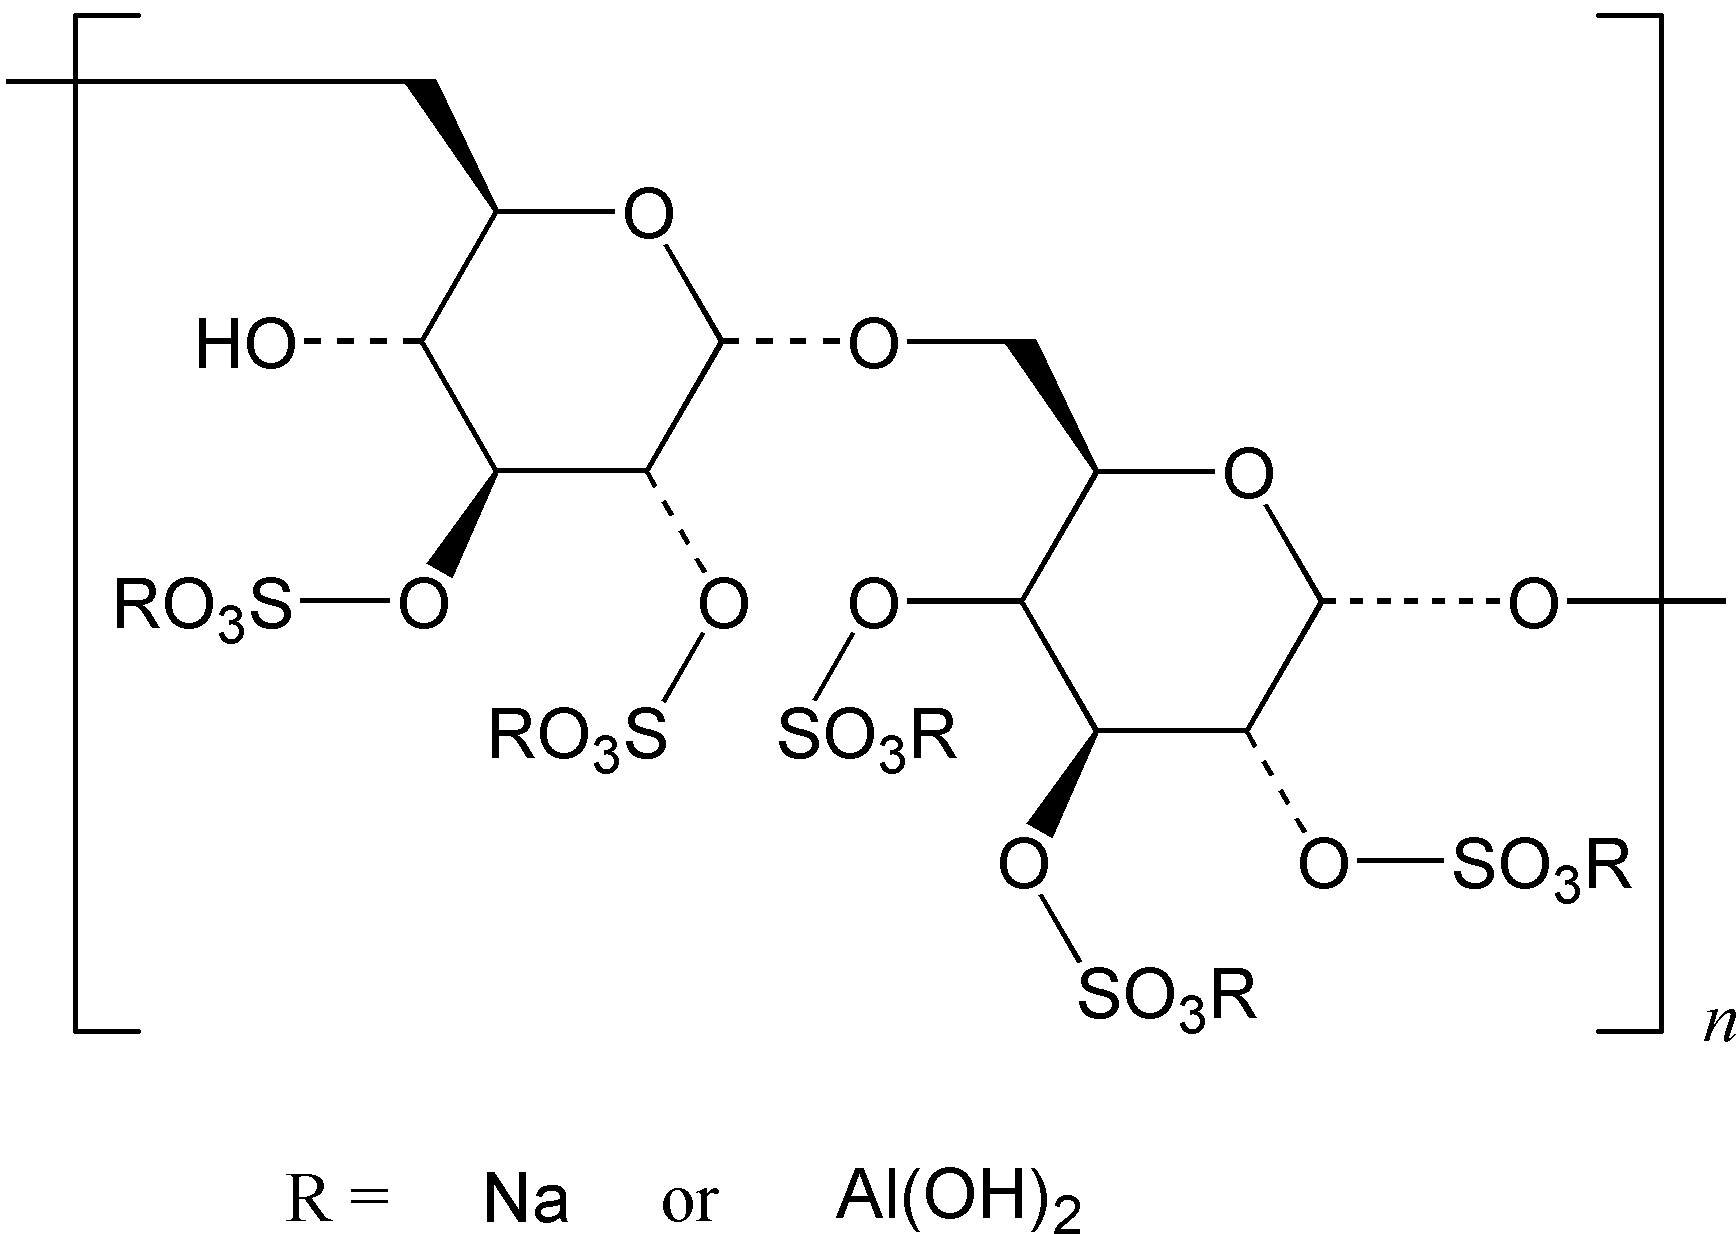 O
HO O
O
RO3S O O O
RO3S SO3R
O O SO3R
SO3R
n
R = Na or Al(OH)2